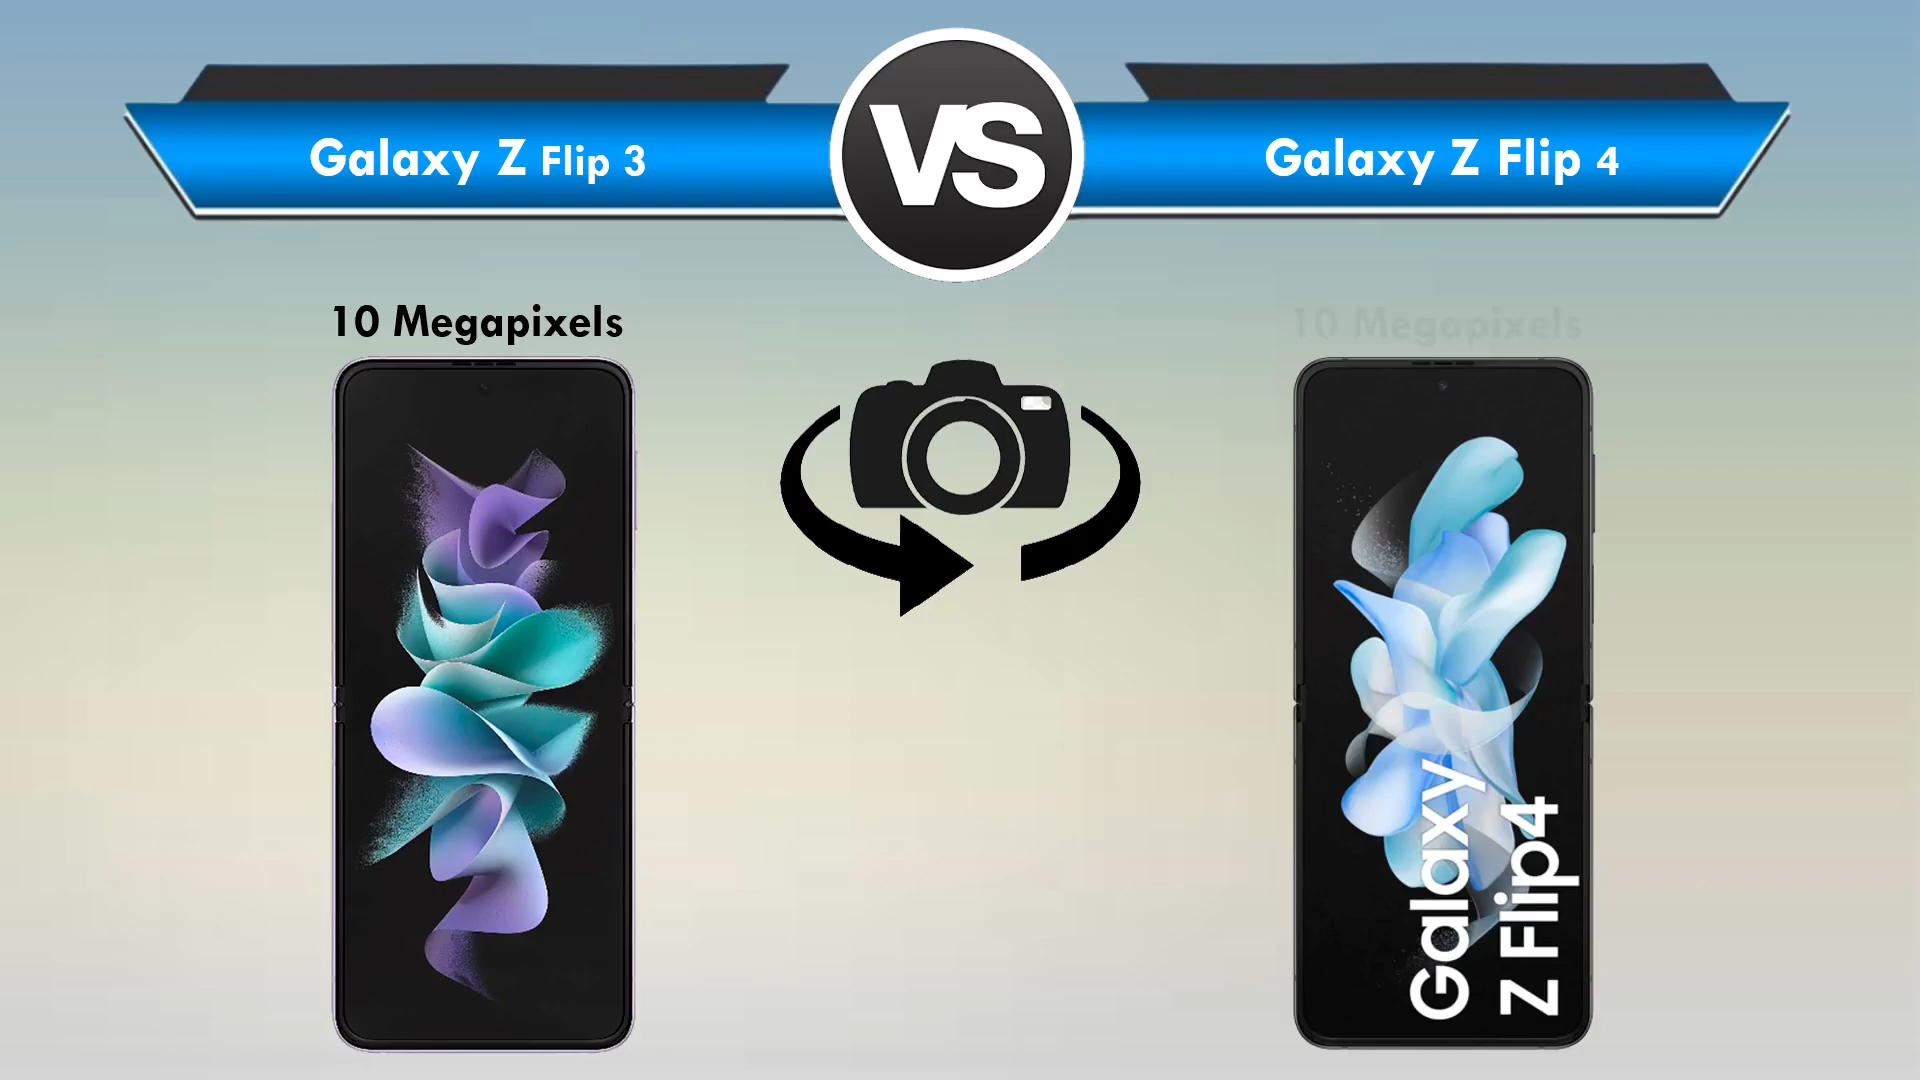 Galaxy Z Flip 3
VS
Galaxy Z Flip 4
10 Megapixels
10 Megapixels
Galaxy
Z Flip4